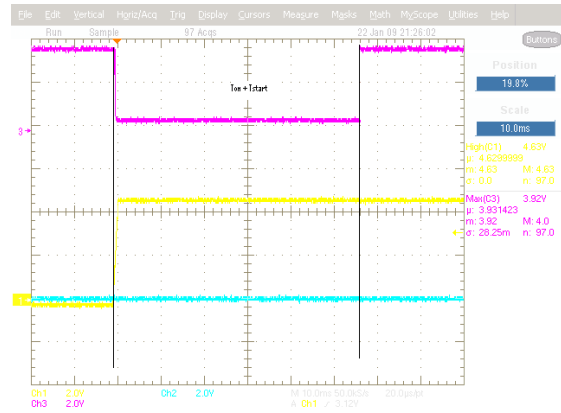 File Edit Vertical Horiz/Acq Trig Display Cursors Measure Masks Math MyScope Utilities Help
Run Sample 97 Acqs 22 Jan 09 21:26:02
Buttons
Position
19.8%
Scale
10.0ms
Ton + Tstart
3
High(C1) 4.63V
µ: 4.6299999
m: 4.63 M: 4.63
σ: 0.0 n: 97.0
Max(C3) 3.92V
µ: 3.931423
m: 3.92 M: 4.0
σ: 28.25m n: 97.0
1
Ch1 2.0V Ch2 2.0V M 10.0ms 50.0kS/s 20.0µs/pt
Ch3 2.0V A Ch1 / 3.12V